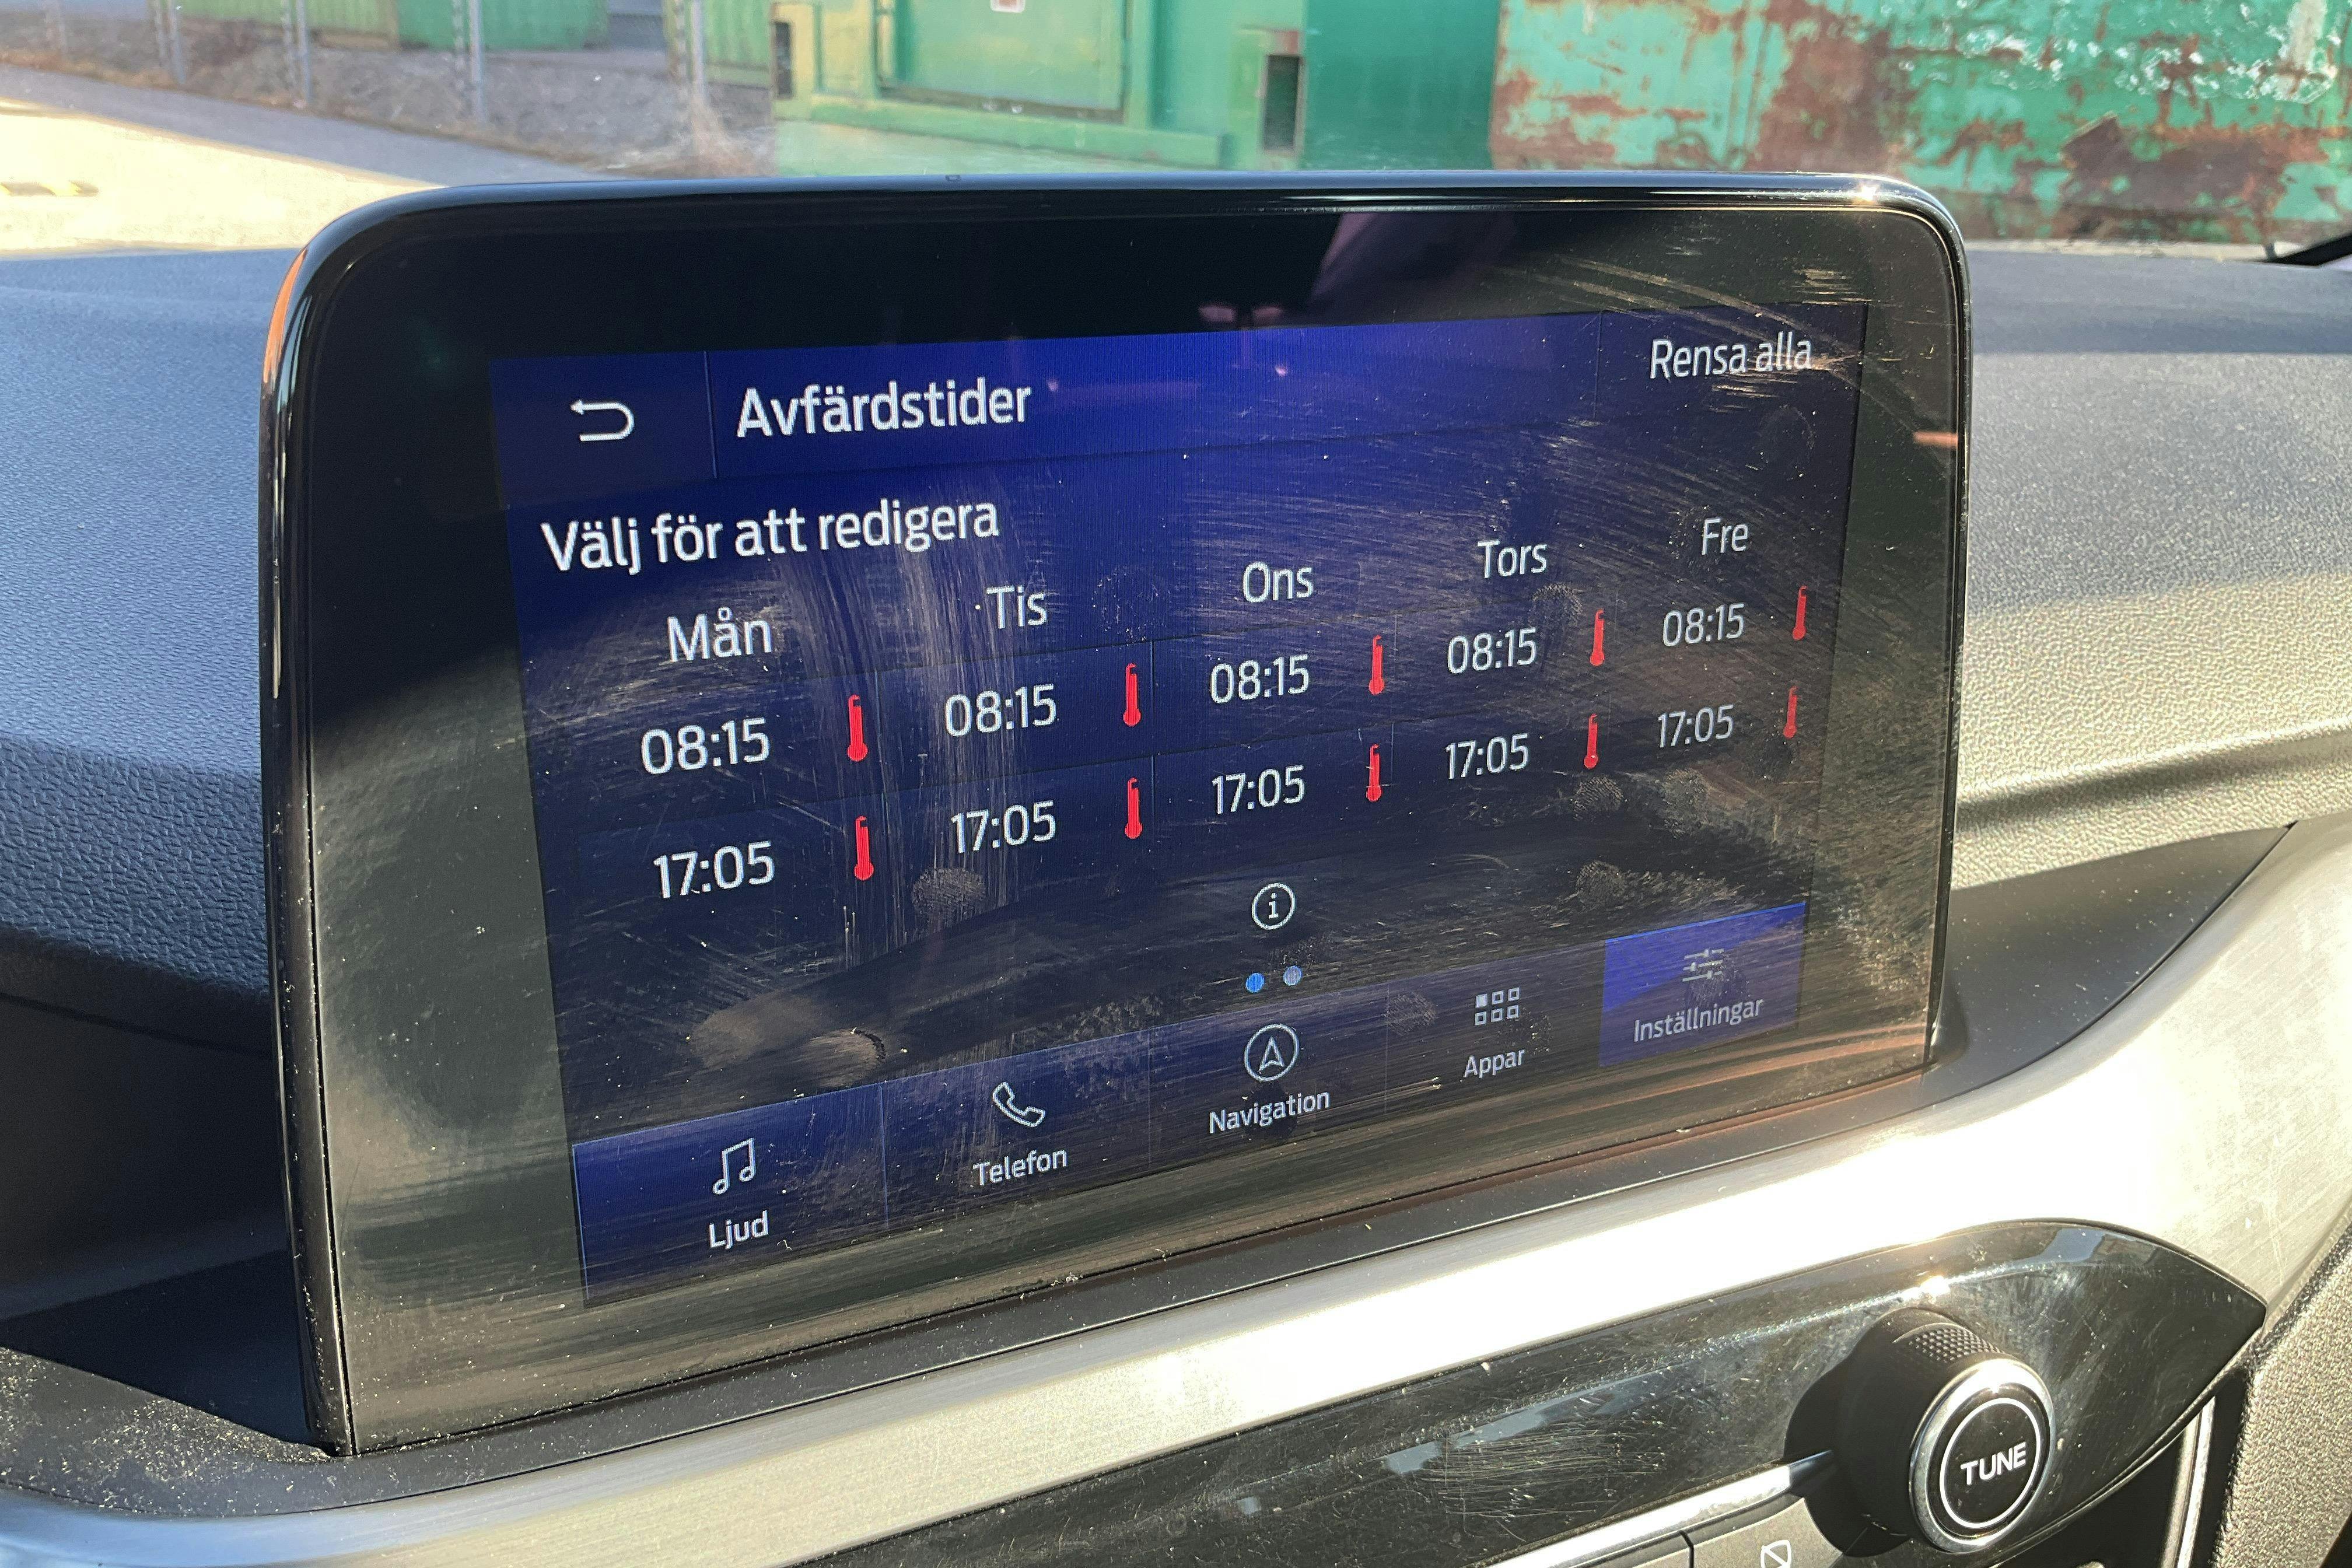 Avfärdstider Rensa alla
Välj för att redigera
Mån Tis Ons Tors Fre
08:15 08:15 08:15 08:15 08:15
17:05 17:05 17:05 17:05 17:05
i
Ljud Telefon Navigation Appar Inställningar
TUNE